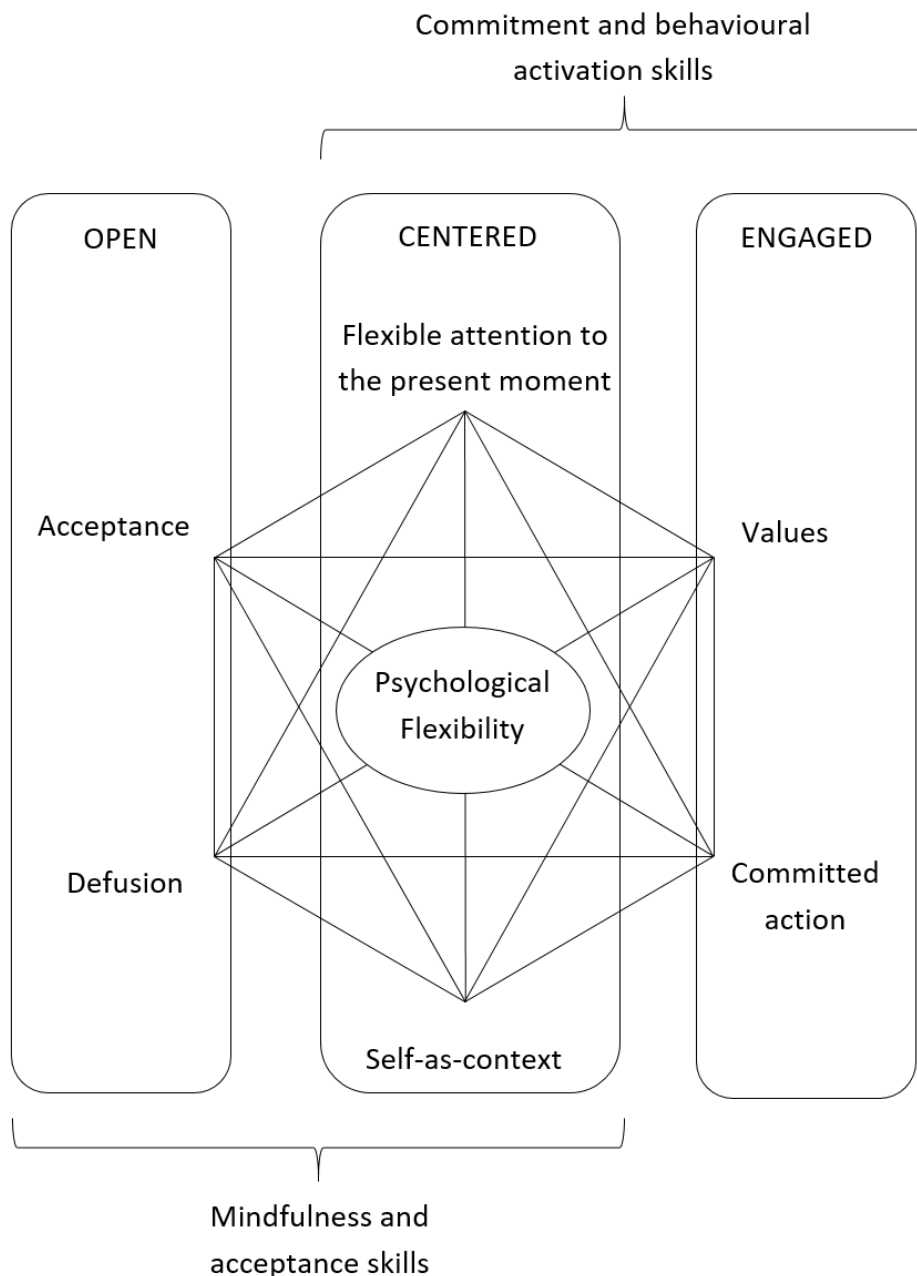 Commitment and behavioural
activation skills
OPEN
CENTERED
ENGAGED
Flexible attention to
the present moment
Acceptance
Values
Psychological
Flexibility
Defusion
Committed
action
Self-as-context
Mindfulness and
acceptance skills